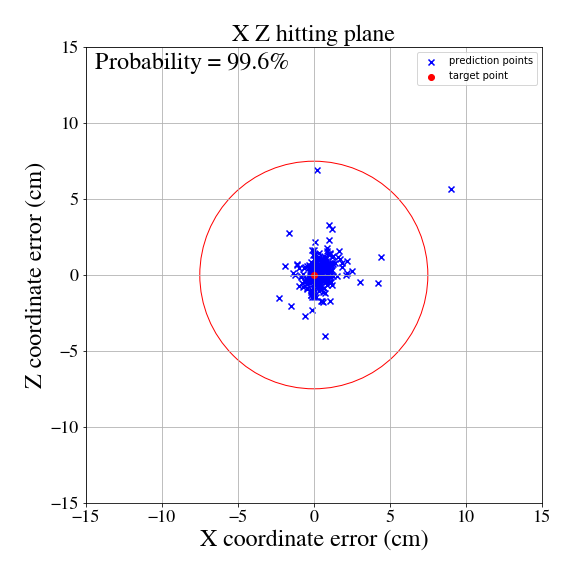 X Z hitting plane
Probability = 99.6%
prediction points
target point
Z coordinate error (cm)
15
10
5
0
−5
−10
−15
−15
−10
−5
0
5
10
15
X coordinate error (cm)